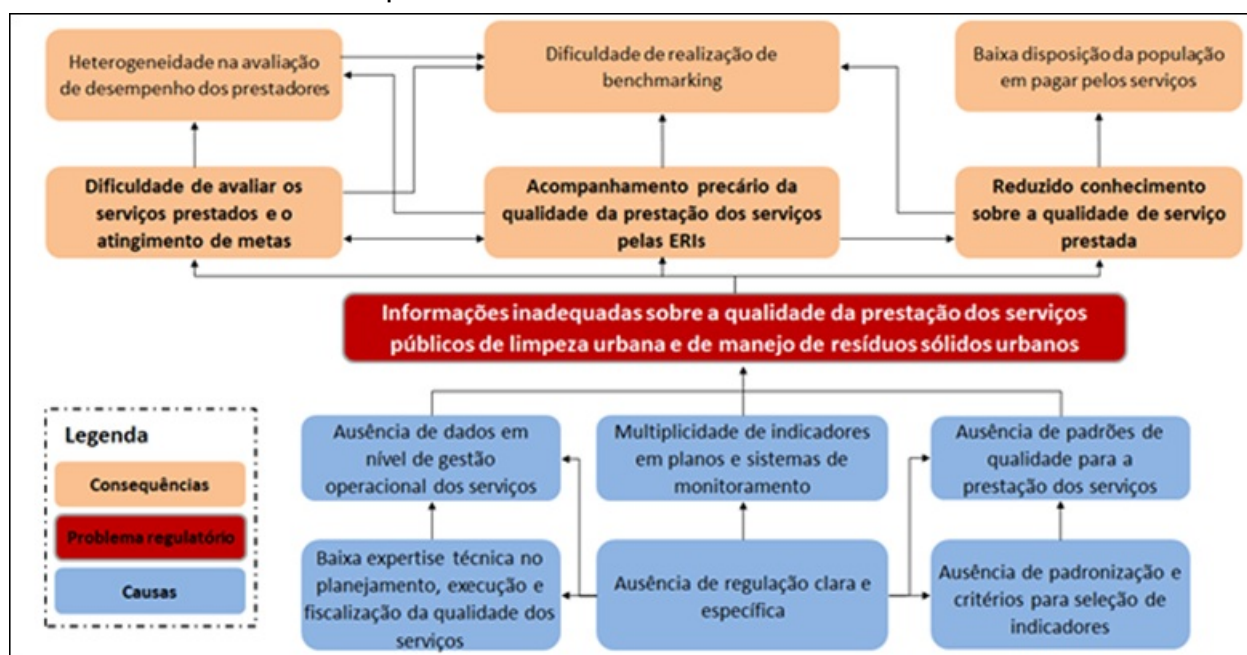 Heterogeneidade na avaliação
de desempenho dos prestadores
Dificuldade de realização de
benchmarking
Baixa disposição da população
em pagar pelos serviços
Dificuldade de avaliar os
serviços prestados e o
atingimento de metas
Acompanhamento precário da
qualidade da prestação dos serviços
pelas ERIs
Reduzido conhecimento
sobre a qualidade de serviço
prestada
Informações inadequadas sobre a qualidade da prestação dos serviços
públicos de limpeza urbana e de manejo de resíduos sólidos urbanos
Legenda
Consequências
Problema regulatório
Causas
Ausência de dados em
nível de gestão
operacional dos serviços
Multiplicidade de indicadores
em planos e sistemas de
monitoramento
Ausência de padrões de
qualidade para a
prestação dos serviços
Baixa expertise técnica no
planejamento, execução e
fiscalização da qualidade dos
serviços
Ausência de regulação clara e
específica
Ausência de padronização e
critérios para seleção de
indicadores